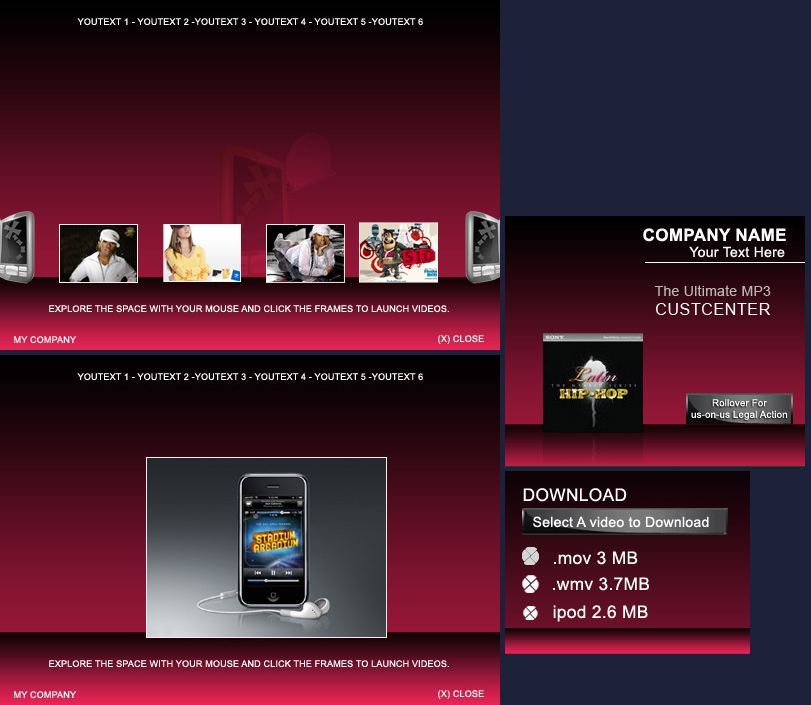 YOUTEXT 1 - YOUTEXT 2 -YOUTEXT 3 - YOUTEXT 4 - YOUTEXT 5 -YOUTEXT 6
SID
EXPLORE THE SPACE WITH YOUR MOUSE AND CLICK THE FRAMES TO LAUNCH VIDEOS.
MY COMPANY
(X) CLOSE
YOUTEXT 1 - YOUTEXT 2 -YOUTEXT 3 - YOUTEXT 4 - YOUTEXT 5 -YOUTEXT 6
STADIUM
ARCADIUM
EXPLORE THE SPACE WITH YOUR MOUSE AND CLICK THE FRAMES TO LAUNCH VIDEOS.
MY COMPANY
(X) CLOSE
COMPANY NAME
Your Text Here
The Ultimate MP3
CUSTCENTER
SONY
Latin
HIP-HOP
Rollover For
us-on-us Legal Action
DOWNLOAD
Select A video to Download
.mov 3 MB
.wmv 3.7MB
ipod 2.6 MB